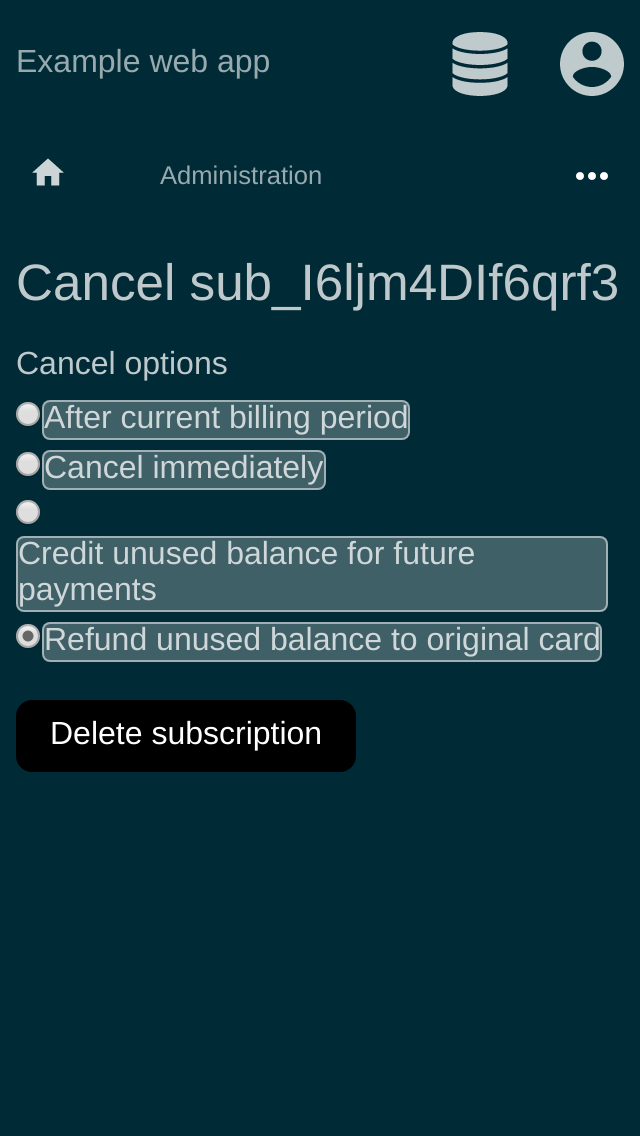 Example web app
Administration
Cancel sub_I6ljm4DIf6qrf3
Cancel options
After current billing period
Cancel immediately
Credit unused balance for future
payments
Refund unused balance to original card
Delete subscription